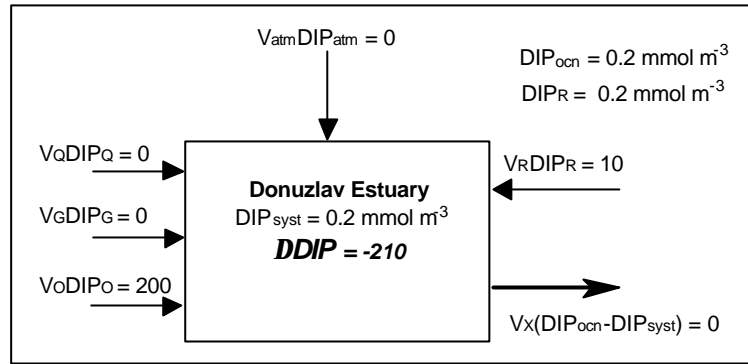 VatmDIPatm = 0
DIPocn = 0.2 mmol m-3
DIPR = 0.2 mmol m-3
VQDIPQ = 0
VGDIPG = 0
VODIPO = 200
Donuzlav Estuary
DIPsyst = 0.2 mmol m-3
DDIP = -210
VRDIPR = 10
VX(DIPocn-DIPsyst) = 0